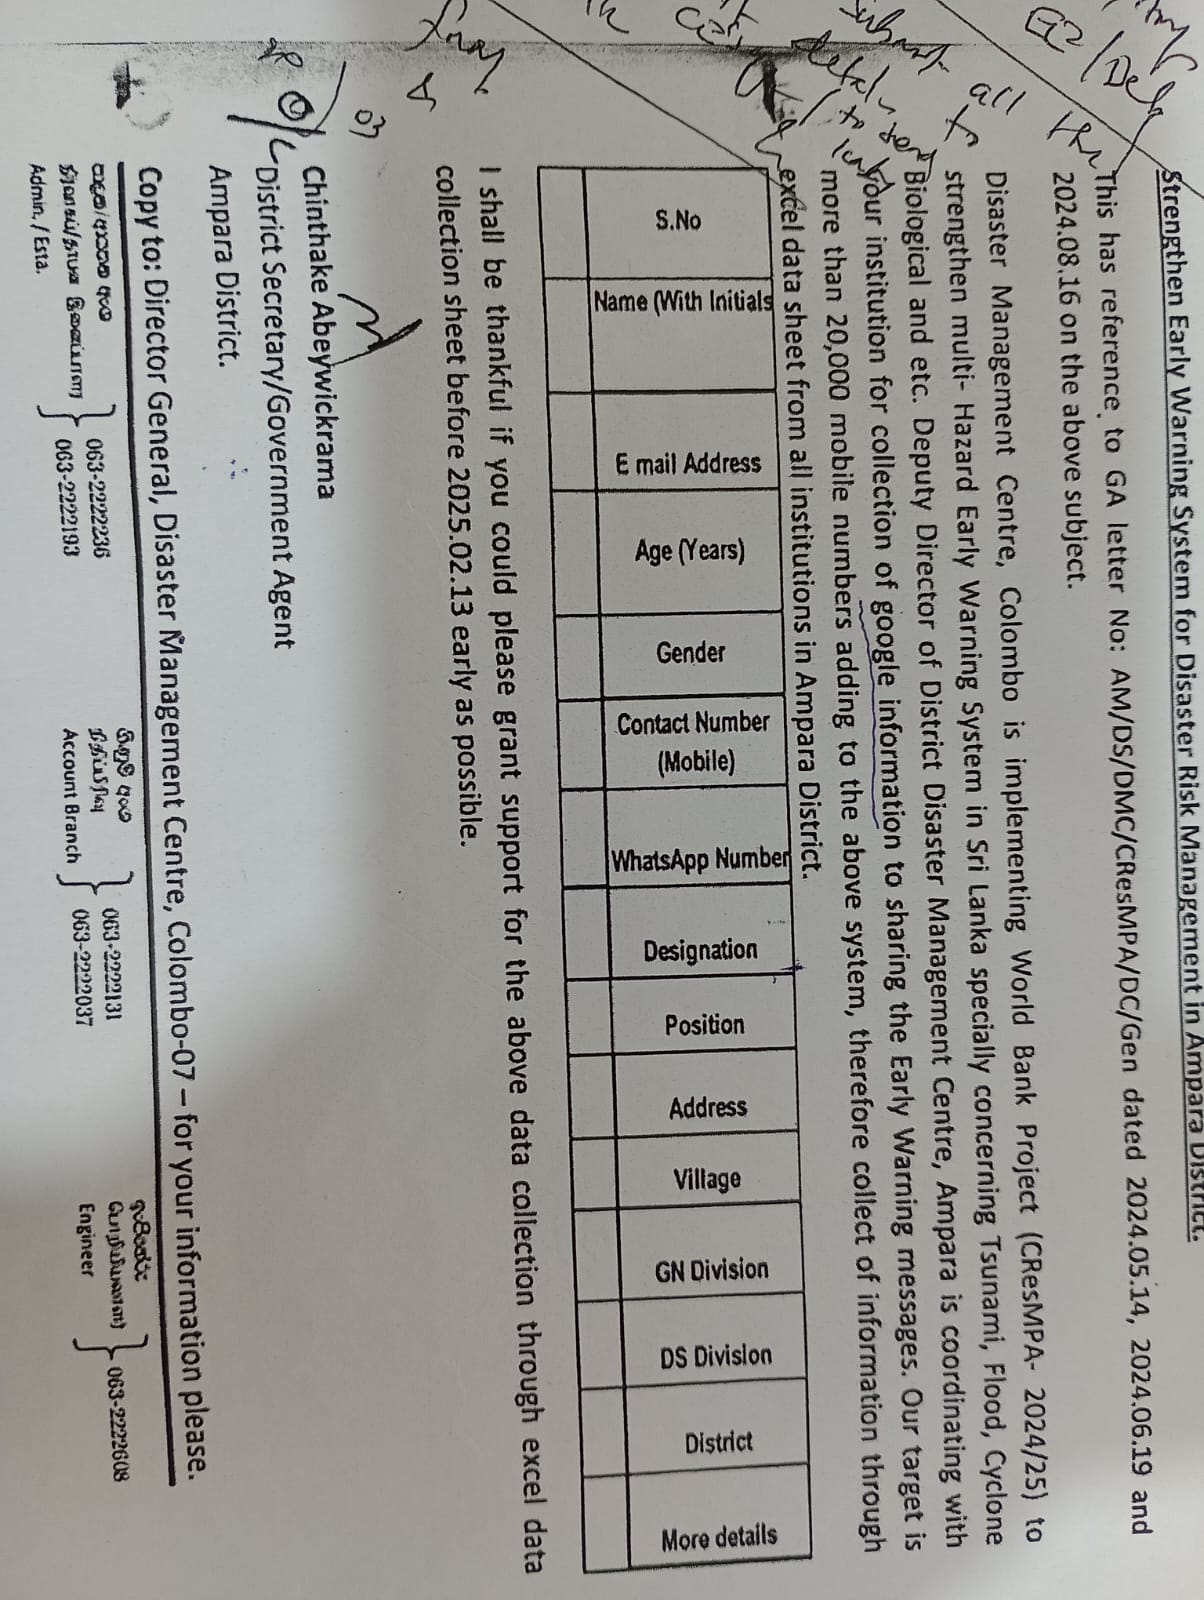 Strengthen Early Warning System for Disaster Risk Management in Ampara District.
This has reference to GA letter No: AM/DS/DMC/CResMPA/DC/Gen dated 2024.05.14, 2024.06.19 and
2024.08.16 on the above subject.
Disaster Management Centre, Colombo is implementing World Bank Project (CResMPA- 2024/25) to
strengthen multi- Hazard Early Warning System in Sri Lanka specially concerning Tsunami, Flood, Cyclone
Biological and etc. Deputy Director of District Disaster Management Centre, Ampara is coordinating with
your institution for collection of google information to sharing the Early Warning messages. Our target is
more than 20,000 mobile numbers adding to the above system, therefore collect of information through
excel data sheet from all institutions in Ampara District.
S.No
Name (With Initials
E mail Address
Age (Years)
Gender
Contact Number
(Mobile)
WhatsApp Number
Designation
Position
Address
Village
GN Division
DS Division
District
More details
I shall be thankful if you could please grant support for the above data collection through excel data
collection sheet before 2025.02.13 early as possible.
Chinthake Abeywickrama
District Secretary/Government Agent
Ampara District.
Copy to: Director General, Disaster Management Centre, Colombo-07 – for your information please.
063-2222236
063-2222193
Admin. / Esta.
063-2222131
063-2222037
Account Branch
063-2222608
Engineer
all
03